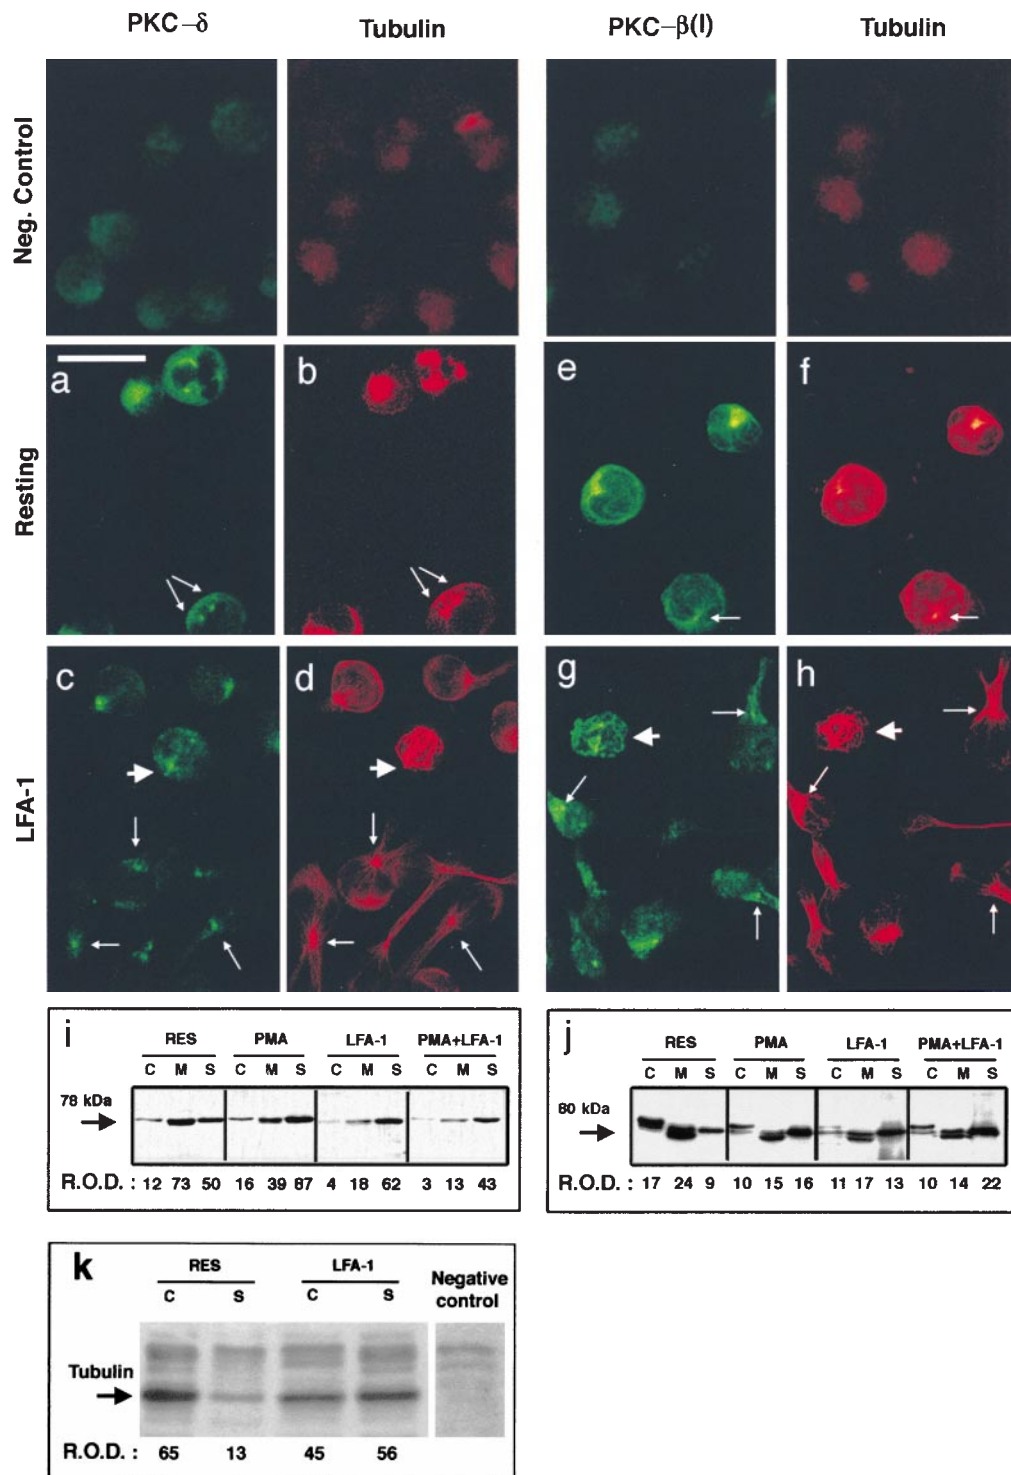 PKC-δ Tubulin PKC-β(I) Tubulin
Neg. Control
Resting
a b e f
LFA-1
c d g h
i
RES PMA LFA-1 PMA+LFA-1
C M S C M S C M S C M S
78 kDa
R.O.D. : 12 73 50 16 39 87 4 18 62 3 13 43
j
RES PMA LFA-1 PMA+LFA-1
C M S C M S C M S C M S
80 kDa
R.O.D. : 17 24 9 10 15 16 11 17 13 10 14 22
k
RES LFA-1 Negative control
C S C S
Tubulin
R.O.D. : 65 13 45 56